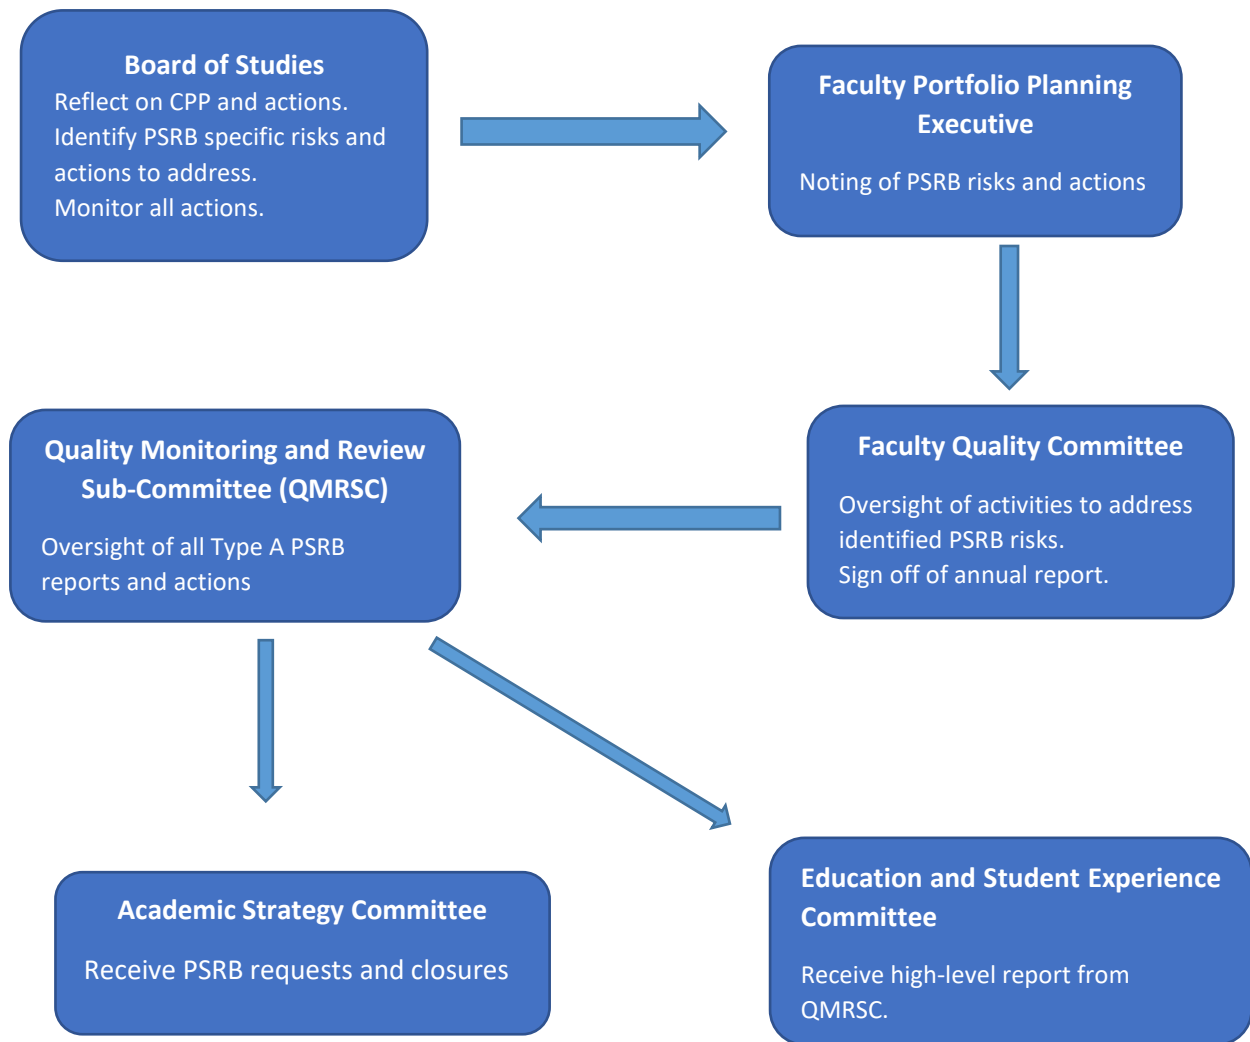 Board of Studies
Reflect on CPP and actions.
Identify PSRB specific risks and
actions to address.
Monitor all actions.
Faculty Portfolio Planning
Executive
Noting of PSRB risks and actions
Quality Monitoring and Review
Sub-Committee (QMRSC)
Oversight of all Type A PSRB
reports and actions
Faculty Quality Committee
Oversight of activities to address
identified PSRB risks.
Sign off of annual report.
Academic Strategy Committee
Receive PSRB requests and closures
Education and Student Experience
Committee
Receive high-level report from
QMRSC.